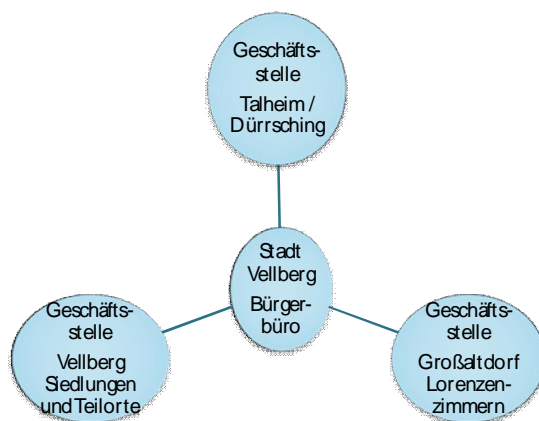 Geschäfts-
stelle
Talheim /
Dürrsching
Stadt
Vellberg
Bürger-
büro
Geschäfts-
stelle
Vellberg
Siedlungen
und Teilorte
Geschäfts-
stelle
Großaltdorf
Lorenzen-
zimmern